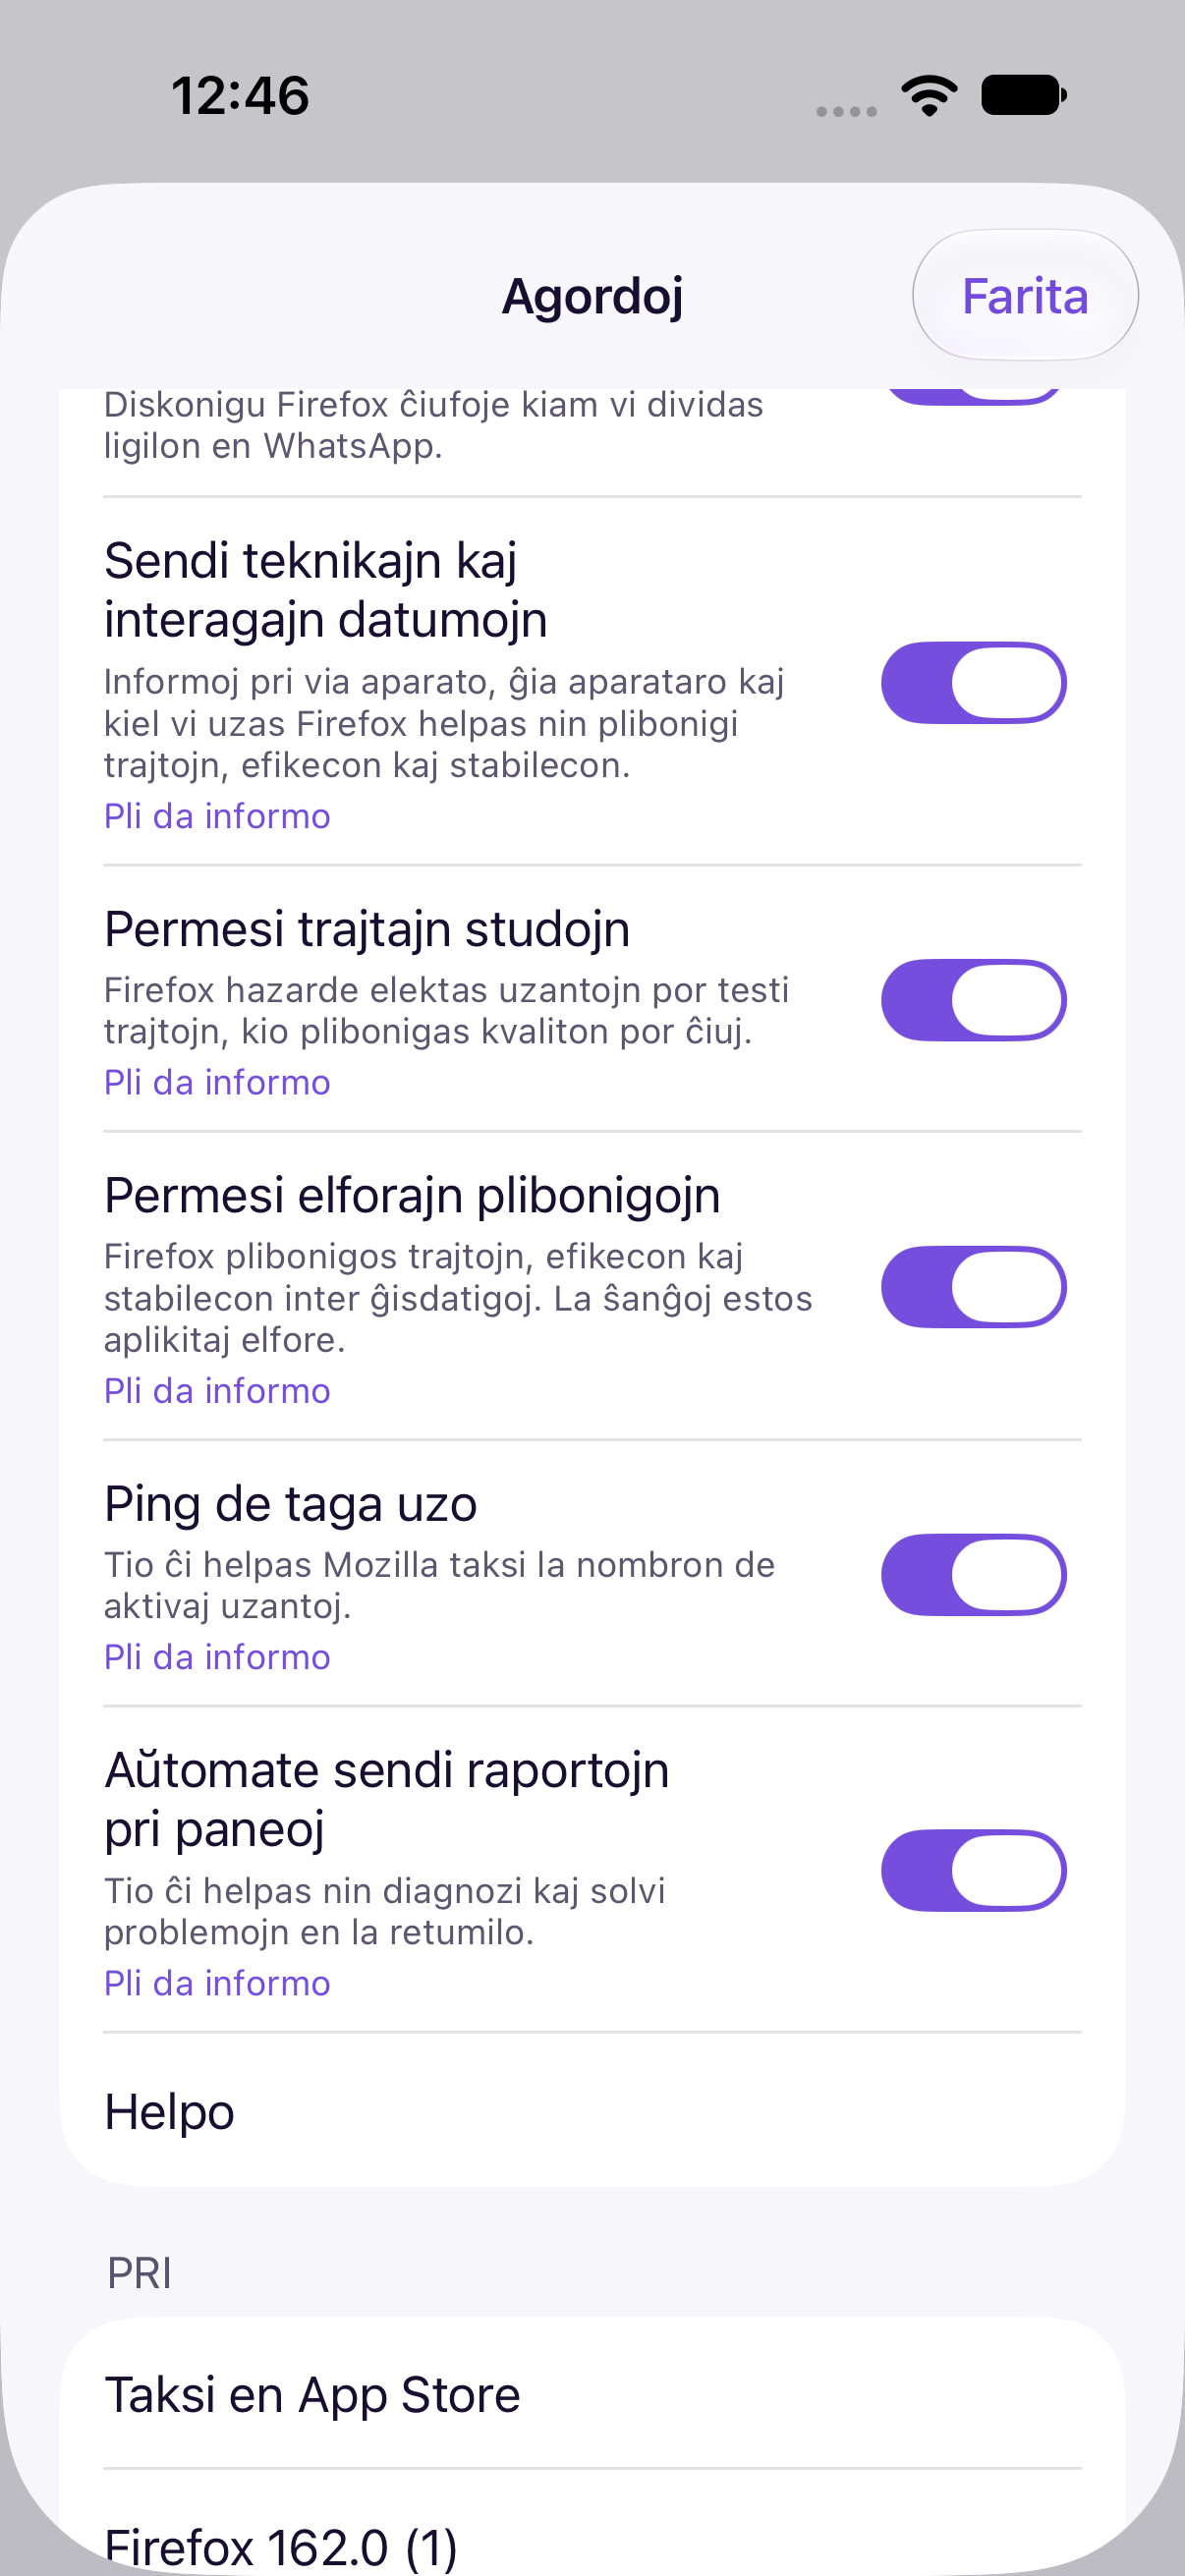 12:46
Agordoj
Farita
Diskonigu Firefox ĉiufoje kiam vi dividas
ligilon en WhatsApp.
Sendi teknikajn kaj
interagajn datumojn
Informoj pri via aparato, ĝia aparataro kaj
kiel vi uzas Firefox helpas nin plibonigi
trajtojn, efikecon kaj stabilecon.
Pli da informo
Permesi trajtajn studojn
Firefox hazarde elektas uzantojn por testi
trajtojn, kio plibonigas kvaliton por ĉiuj.
Pli da informo
Permesi elforajn plibonigojn
Firefox plibonigos trajtojn, efikecon kaj
stabilecon inter ĝisdatigoj. La ŝanĝoj estos
aplikitaj elfore.
Pli da informo
Ping de taga uzo
Tio ĉi helpas Mozilla taksi la nombron de
aktivaj uzantoj.
Pli da informo
Aŭtomate sendi raportojn
pri paneoj
Tio ĉi helpas nin diagnozi kaj solvi
problemojn en la retumilo.
Pli da informo
Helpo
PRI
Taksi en App Store
Firefox 162.0 (1)